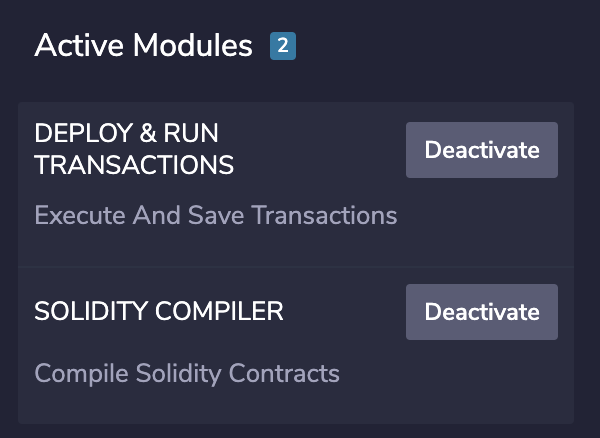 Active Modules 2
DEPLOY & RUN
TRANSACTIONS
Deactivate
Execute And Save Transactions
SOLIDITY COMPILER
Deactivate
Compile Solidity Contracts